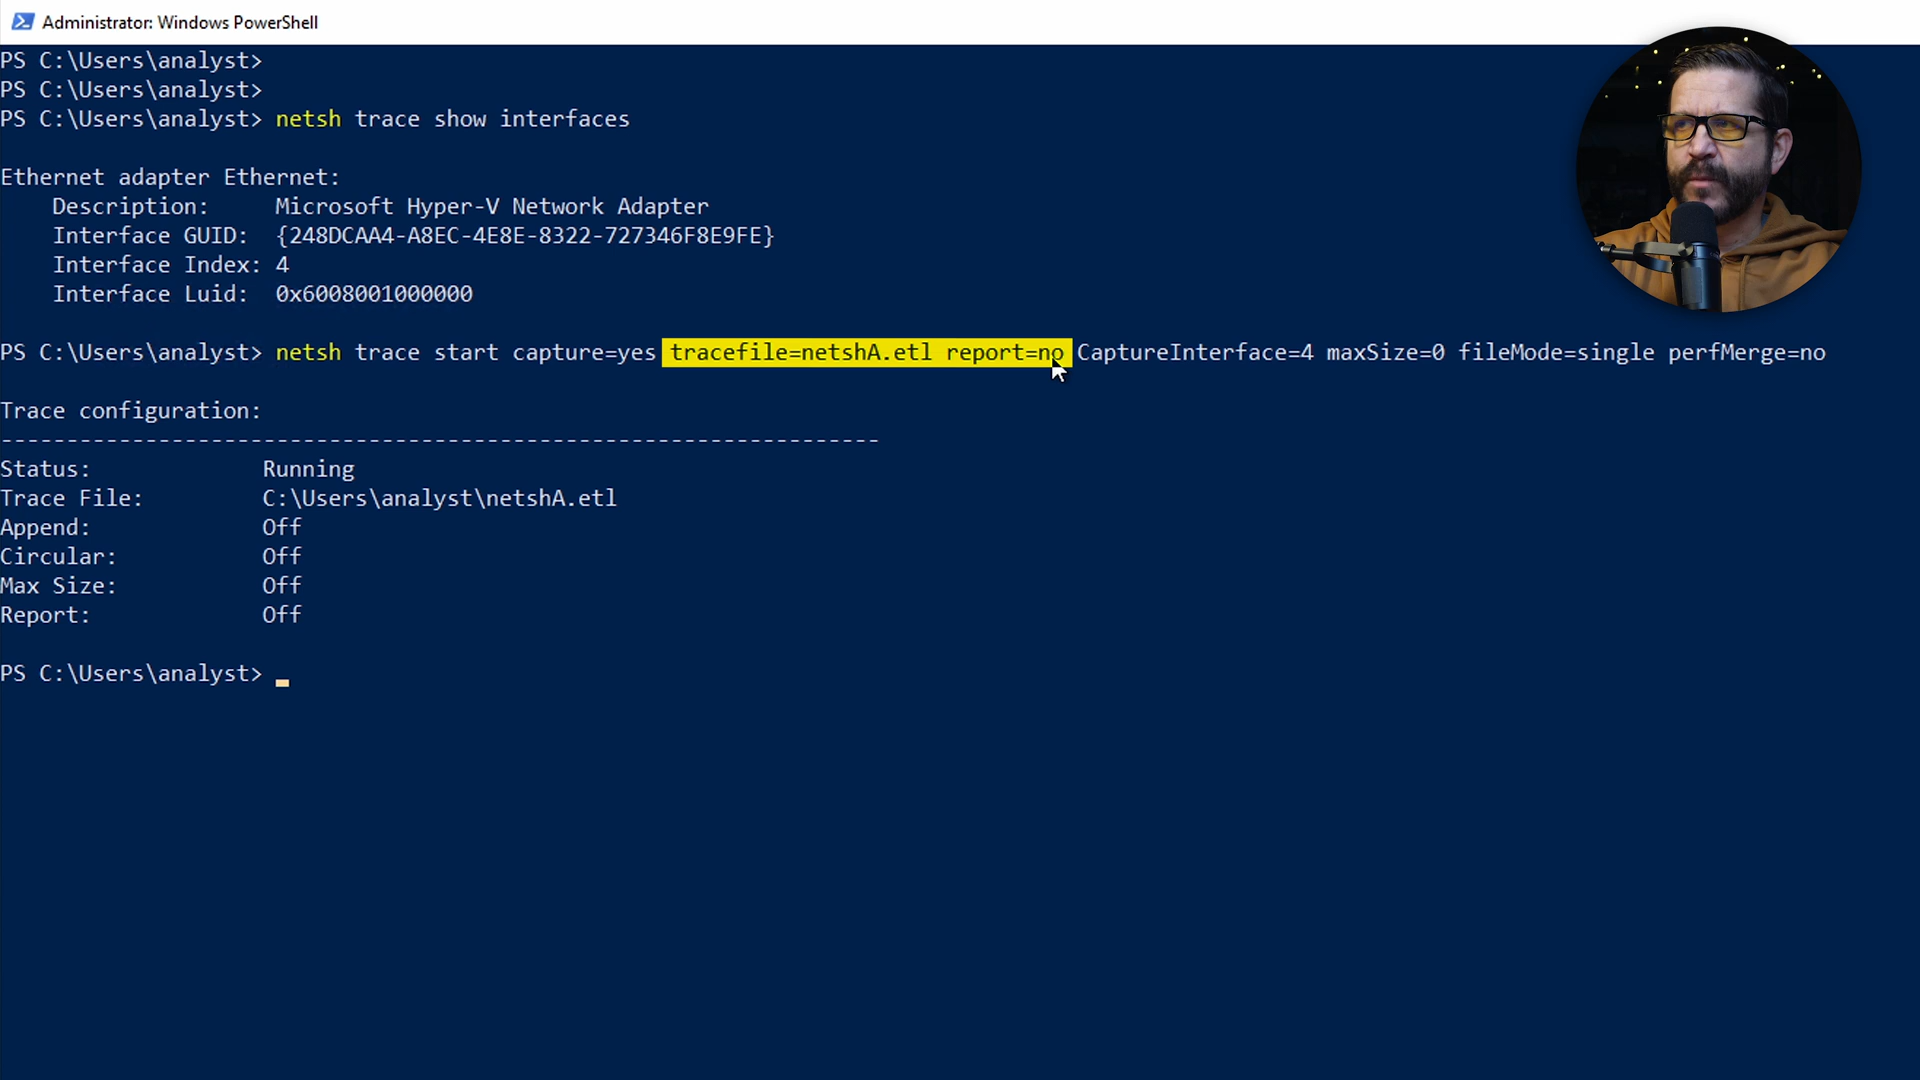 Administrator: Windows PowerShell
PS C:\Users\analyst>
PS C:\Users\analyst>
PS C:\Users\analyst> netsh trace show interfaces
Ethernet adapter Ethernet:
    Description:     Microsoft Hyper-V Network Adapter
    Interface GUID:  {248DCAA4-A8EC-4E8E-8322-727346F8E9FE}
    Interface Index: 4
    Interface Luid:  0x6008001000000
PS C:\Users\analyst> netsh trace start capture=yes tracefile=netshA.etl report=no CaptureInterface=4 maxSize=0 fileMode=single perfMerge=no
Trace configuration:
-------------------------------------------------------------------
Status:             Running
Trace File:         C:\Users\analyst\netshA.etl
Append:             Off
Circular:           Off
Max Size:           Off
Report:             Off
PS C:\Users\analyst>